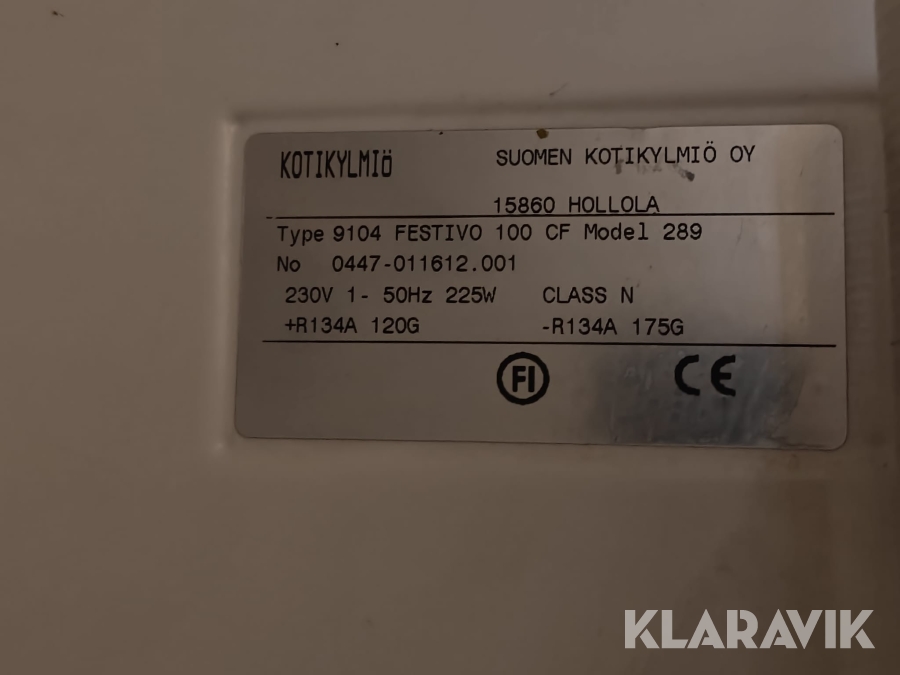 KOTIKYLMIÖ
SUOMEN KOTIKYLMIÖ OY
15860 HOLLOLA
Type 9104 FESTIVO 100 CF Model 289
No 0447-011612.001
230V 1- 50Hz 225W CLASS N
+R134A 120G -R134A 175G
FI CE
KLARAVIK